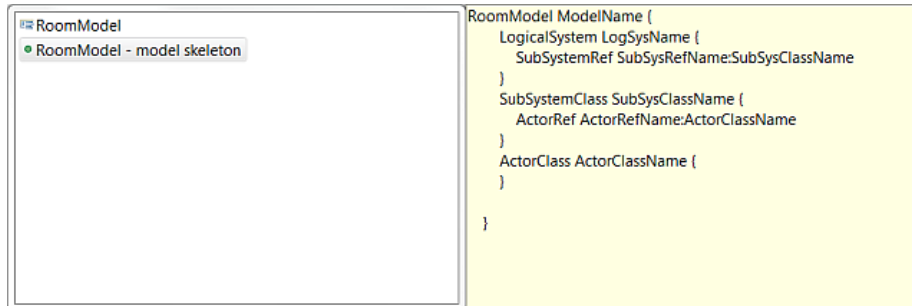 RoomModel
RoomModel - model skeleton
RoomModel ModelName {
LogicalSystem LogSysName {
SubSystemRef SubSysRefName:SubSysClassName
}
SubSystemClass SubSysClassName {
ActorRef ActorRefName:ActorClassName
}
ActorClass ActorClassName {
}
}